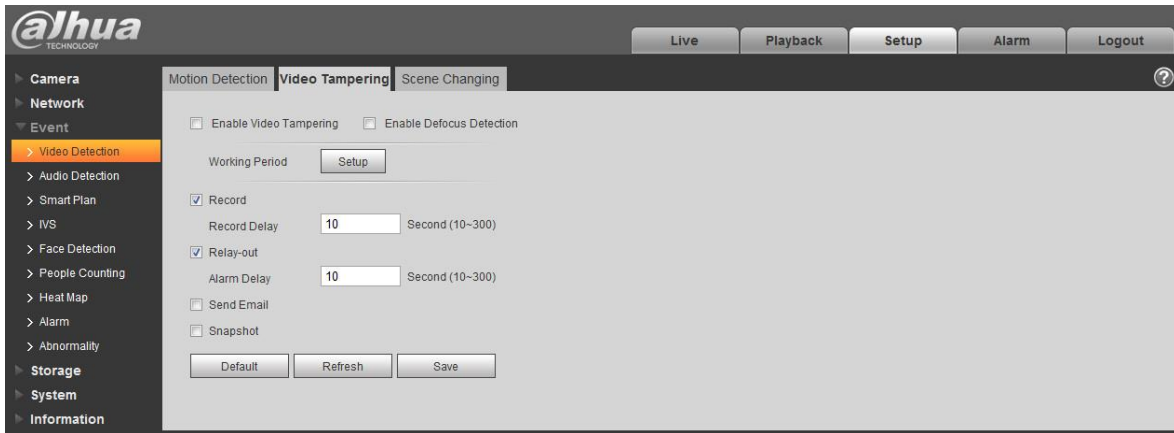 alhua
TECHNOLOGY
Live Playback Setup Alarm Logout
Camera
Network
Event
Video Detection
Audio Detection
Smart Plan
IVS
Face Detection
People Counting
Heat Map
Alarm
Abnormality
Storage
System
Information
Motion Detection Video Tampering Scene Changing
?
Enable Video Tampering Enable Defocus Detection
Working Period Setup
Record
Record Delay 10 Second (10~300)
Relay-out
Alarm Delay 10 Second (10~300)
Send Email
Snapshot
Default Refresh Save